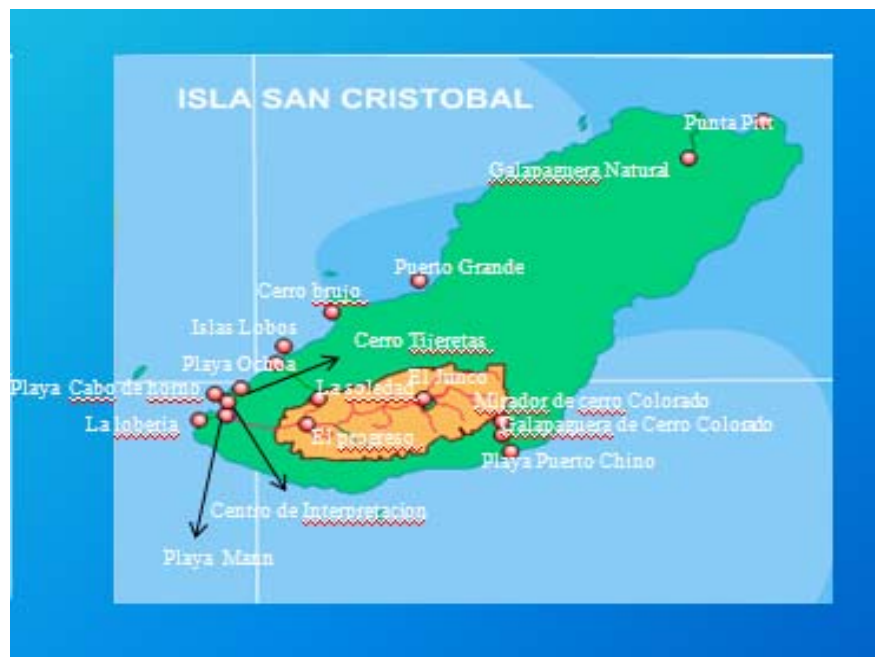 ISLA SAN CRISTOBAL
Punta Pitt
Galapaguera Natural
Puerto Grande
Cerro brujo
Islas Lobos
Cerro Tijeretas
Playa Ochoa
El Junco
Playa Cabo de horno
La soledad
Mirador de cerro Colorado
La loberia
Galapaguera de Cerro Colorado
El progreso
Playa Puerto Chino
Centro de Interpretacion
Playa Mann